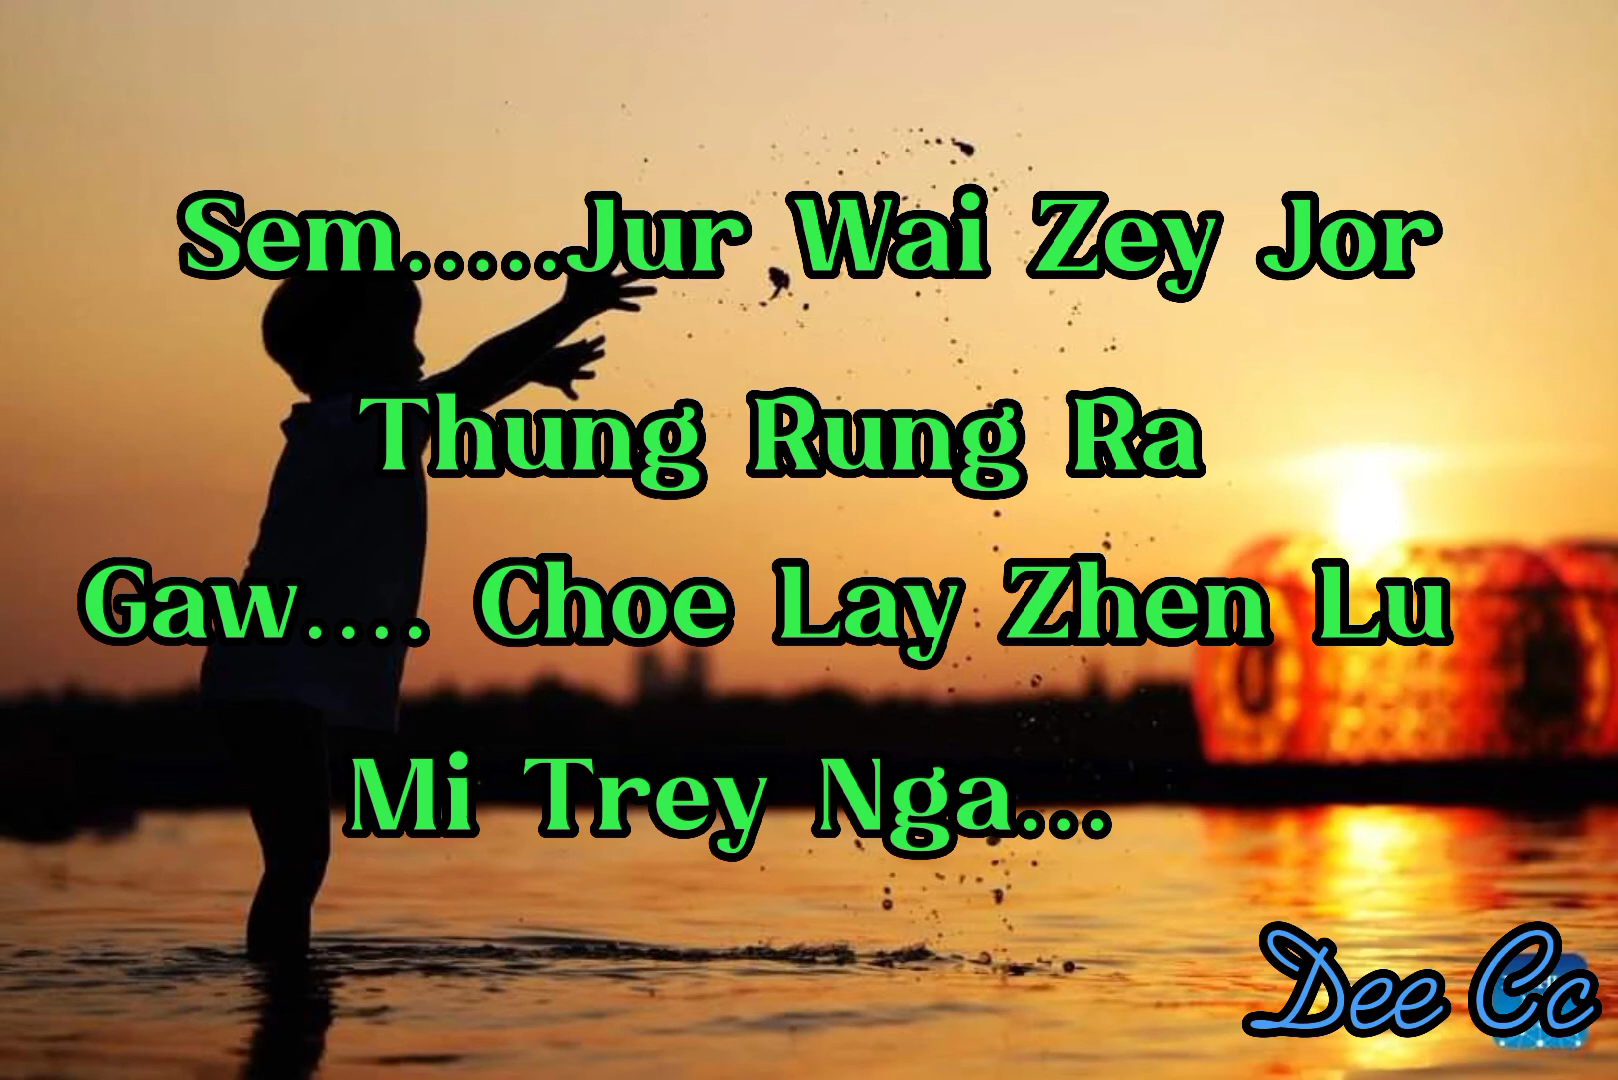 Sem.....Jur Wai Zey Jor
Thung Rung Ra
Gaw.... Choe Lay Zhen Lu
Mi Trey Nga...
Dee Cc